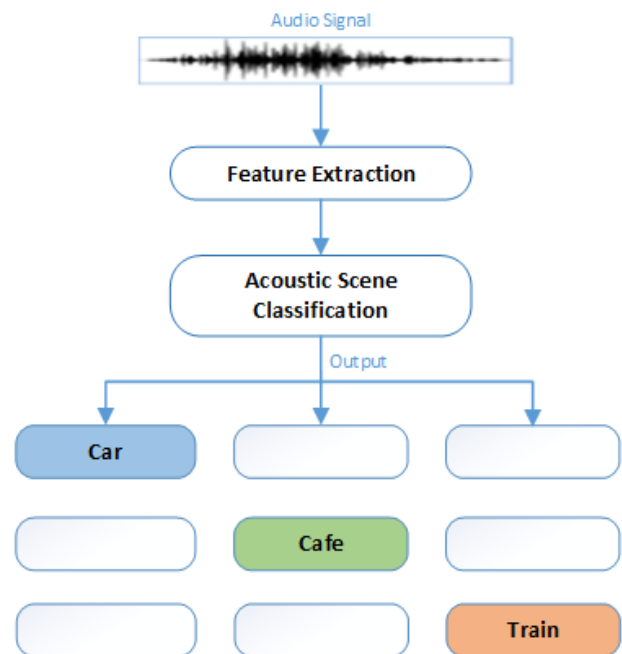 Audio Signal
Feature Extraction
Acoustic Scene
Classification
Output
Car
Cafe
Train